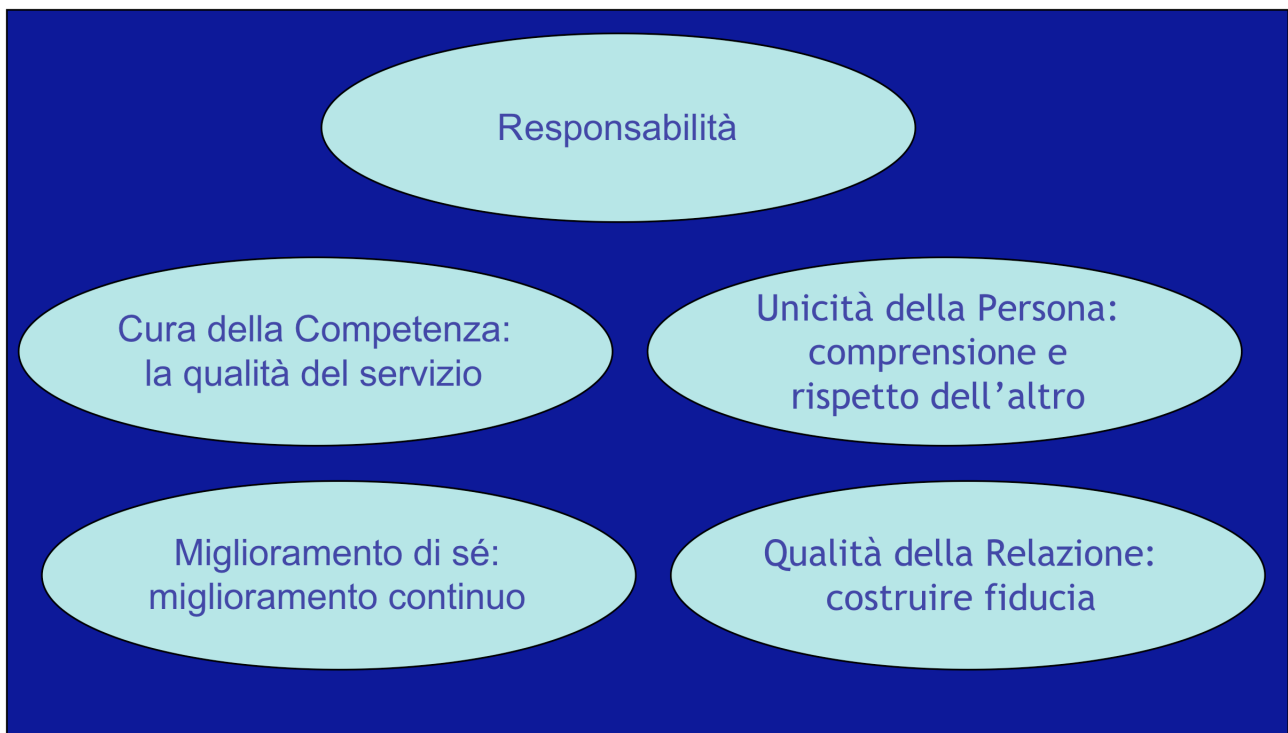 Responsabilità
Cura della Competenza:
la qualità del servizio
Unicità della Persona:
comprensione e
rispetto dell’altro
Miglioramento di sé:
miglioramento continuo
Qualità della Relazione:
costruire fiducia